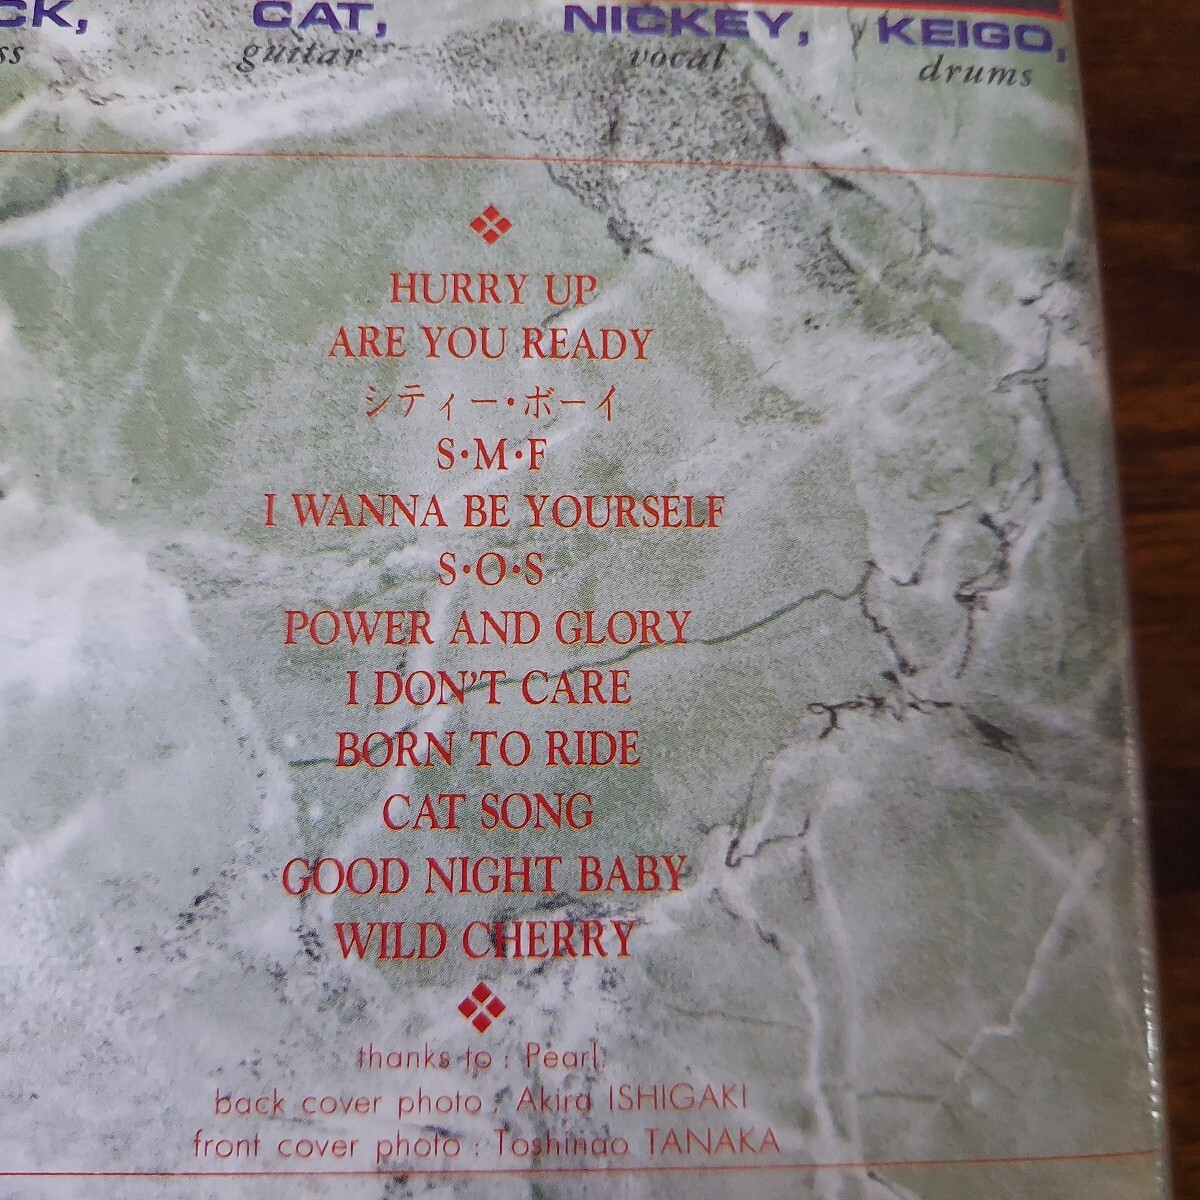 CK, CAT, NICKEY, KEIGO,
ss guitar vocal drums
HURRY UP
ARE YOU READY
シティー・ボーイ
S・M・F
I WANNA BE YOURSELF
S・O・S
POWER AND GLORY
I DON'T CARE
BORN TO RIDE
CAT SONG
GOOD NIGHT BABY
WILD CHERRY
thanks to : Pearl
back cover photo : Akira ISHIGAKI
front cover photo : Toshinao TANAKA